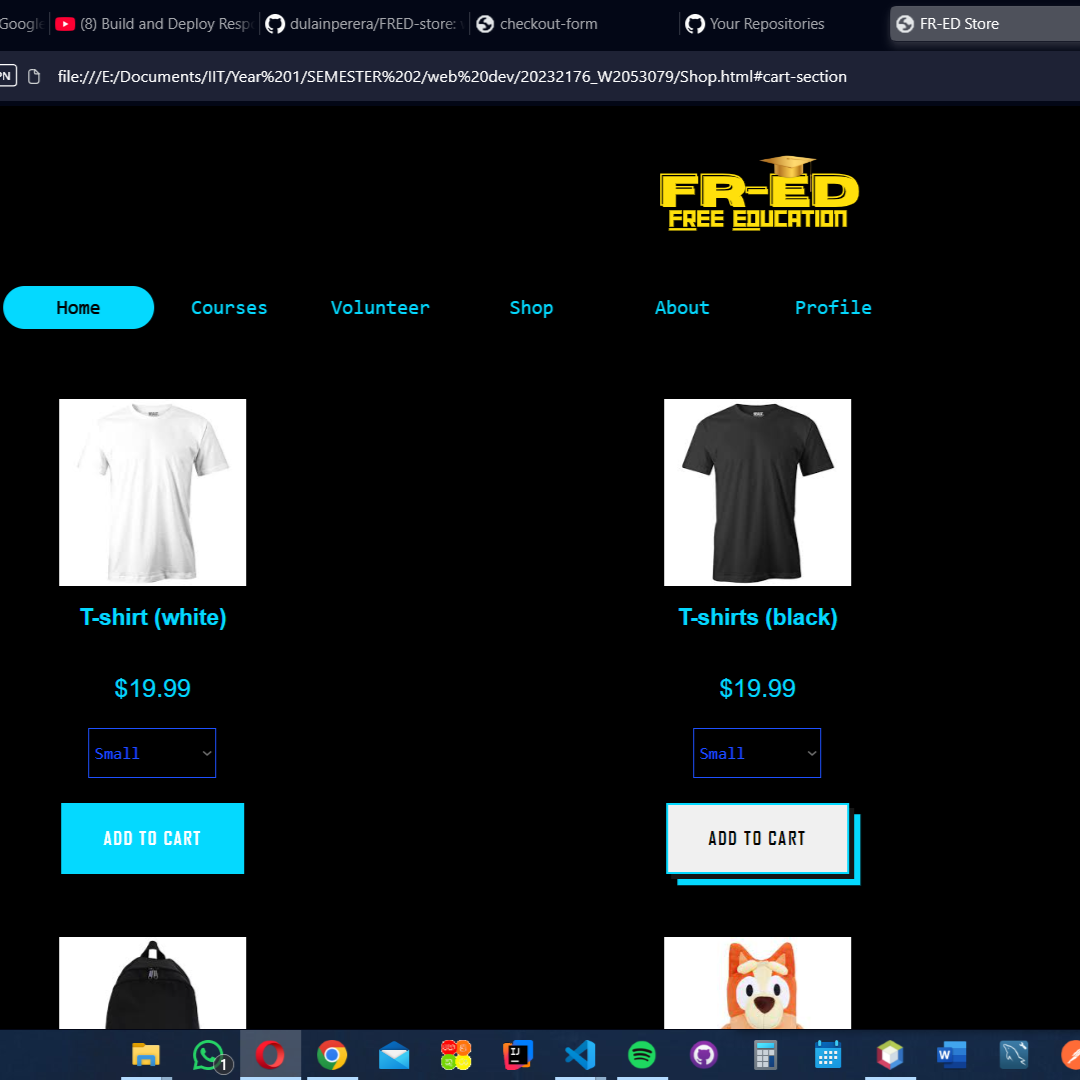 Google
(8) Build and Deploy Resp
dulainperera/FRED-store:
checkout-form
Your Repositories
FR-ED Store
PN
file:///E:/Documents/IIT/Year%201/SEMESTER%202/web%20dev/20232176_W2053079/Shop.html#cart-section
FR-ED
FREE EDUCATION
Home Courses Volunteer Shop About Profile
T-shirt (white) T-shirts (black)
$19.99 $19.99
Small Small
ADD TO CART ADD TO CART
1
IJ
W